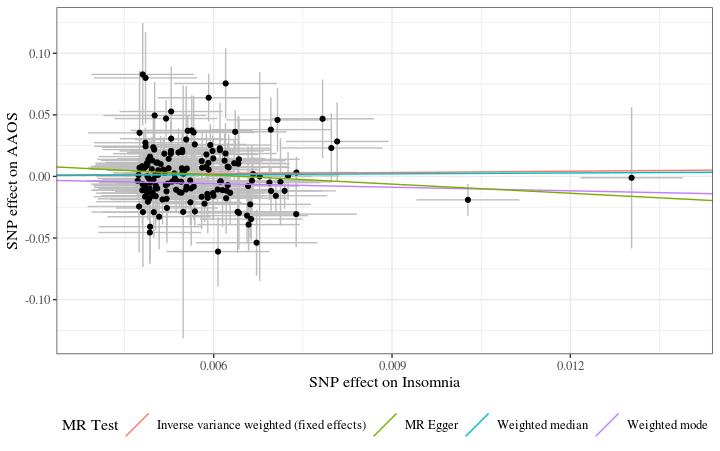 SNP effect on AAOS
0.10
0.05
0.00
-0.05
-0.10
0.006
0.009
0.012
SNP effect on Insomnia
MR Test
Inverse variance weighted (fixed effects)
MR Egger
Weighted median
Weighted mode